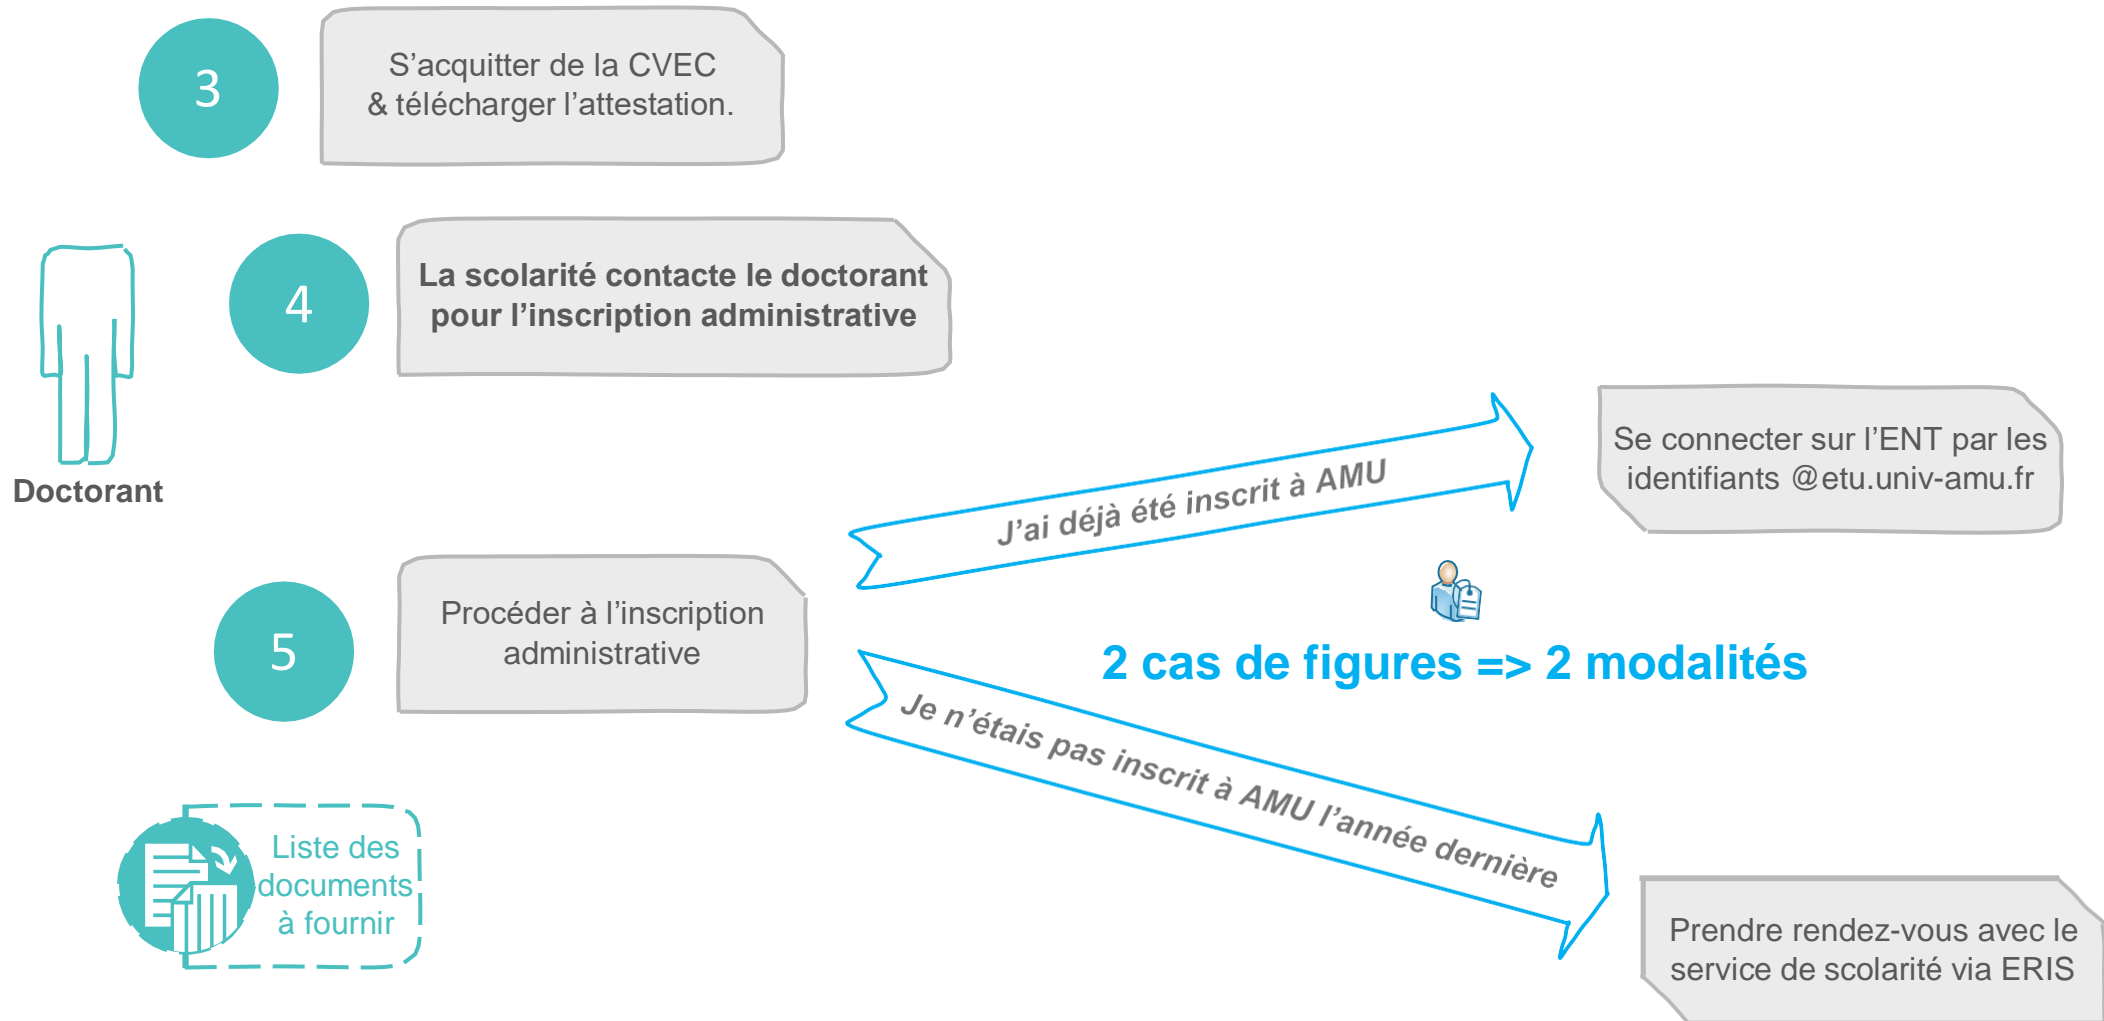 3
S’acquitter de la CVEC
& télécharger l’attestation.
4
La scolarité contacte le doctorant
pour l’inscription administrative
Doctorant
J’ai déjà été inscrit à AMU
Se connecter sur l’ENT par les
identifiants @etu.univ-amu.fr
5
Procéder à l’inscription
administrative
2 cas de figures => 2 modalités
Je n’étais pas inscrit à AMU l’année dernière
Liste des
documents
à fournir
Prendre rendez-vous avec le
service de scolarité via ERIS